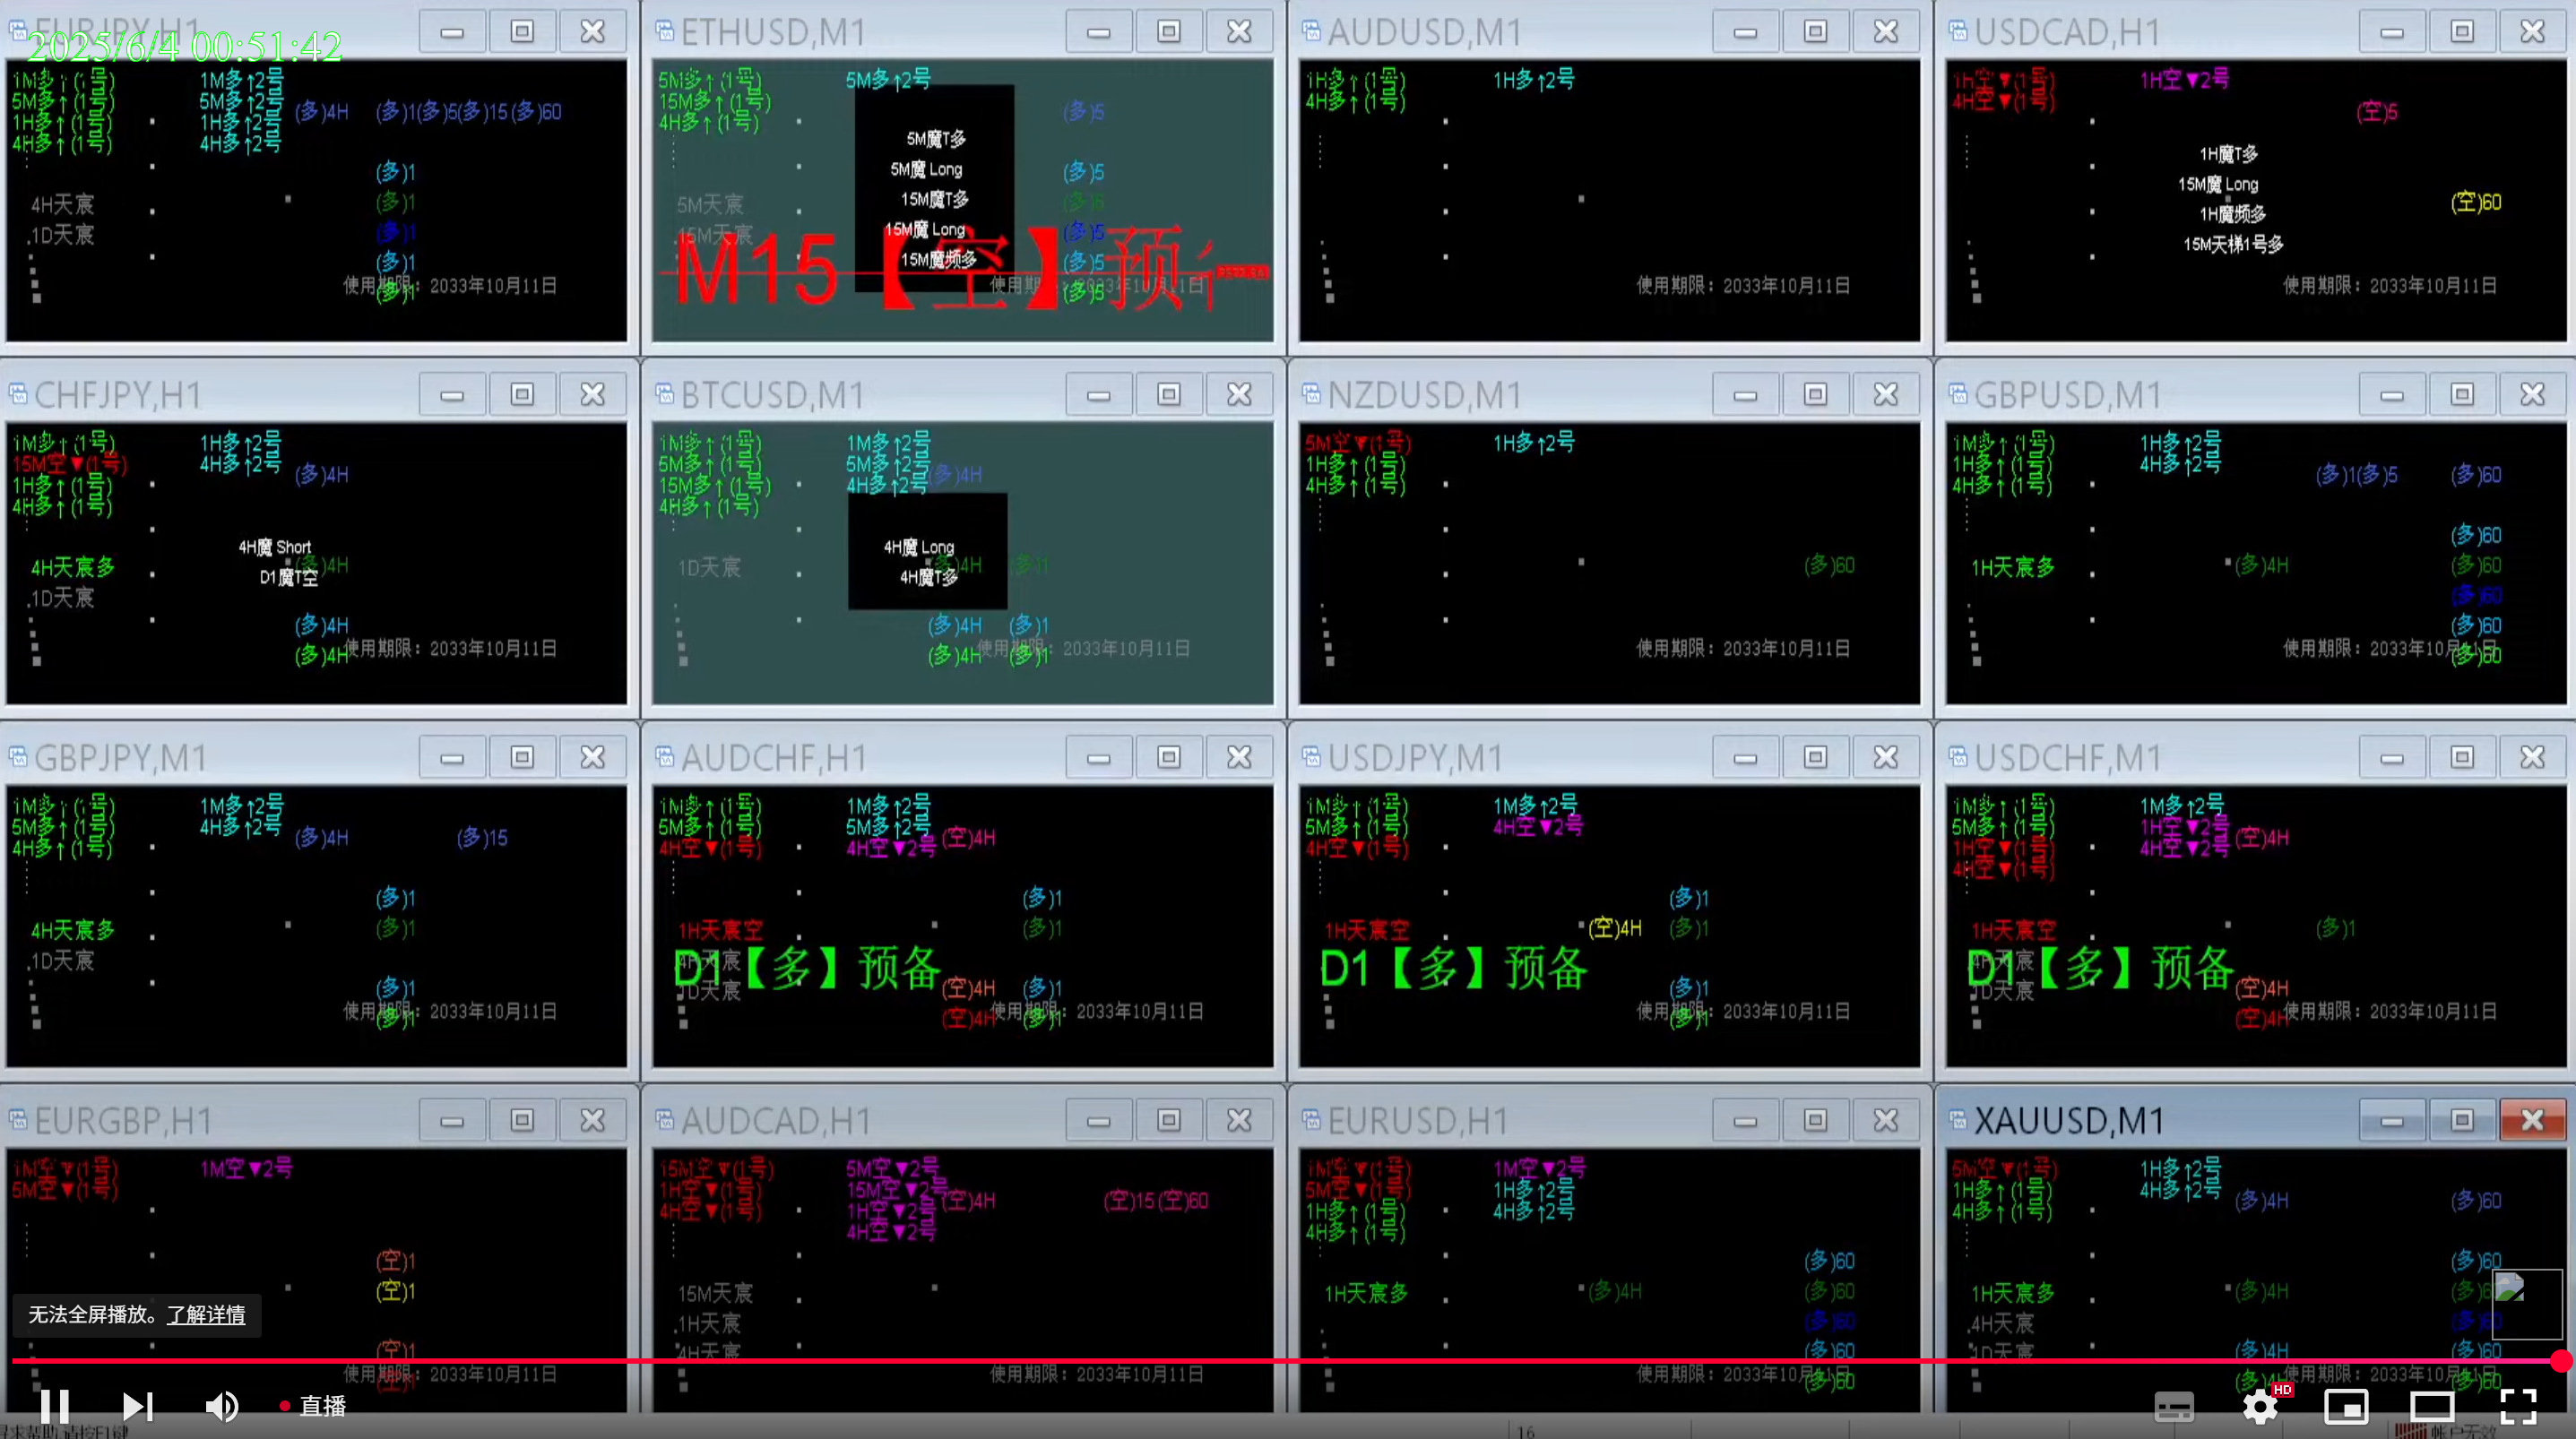 EURJPY,H1
2025/6/4 00:51:42
1M多↑(1号) 1M多↑2号
5M多↑(1号) 5M多↑2号
1H多↑(1号) 1H多↑2号 (多)4H (多)1(多)5(多)15(多)60
4H多↑(1号) 4H多↑2号
(多)1
4H天宸 (多)1
1D天宸 (多)1
(多)1
使用期限：2033年10月11日
(多)1
ETHUSD,M1
5M多↑(1号) 5M多↑2号
15M多↑(1号) (多)5
4H多↑(1号)
5M魔T多
5M魔 Long (多)5
5M天宸 15M魔T多
15M天宸 15M魔 Long (多)5
15M魔频多 (多)5
M15【空】预
(多)5
AUDUSD,M1
1H多↑(1号) 1H多↑2号
4H多↑(1号)
使用期限：2033年10月11日
USDCAD,H1
1H空▼(1号) 1H空▼2号
4H空▼(1号) (空)5
1H魔T多
15M魔 Long
1H魔频多 (空)60
15M天梯1号多
使用期限：2033年10月11日
CHFJPY,H1
1M多↑(1号) 1H多↑2号
15M空▼(1号) 4H多↑2号
1H多↑(1号) (多)4H
4H多↑(1号)
4H魔 Short
4H天宸多 (多)4H
D1魔T空
1D天宸
(多)4H
(多)4H 使用期限：2033年10月11日
BTCUSD,M1
1M多↑(1号) 1M多↑2号
5M多↑(1号) 5M多↑2号 (多)4H
15M多↑(1号) 4H多↑2号
4H多↑(1号)
4H魔 Long
1D天宸 (多)4H (多)1
4H魔T多
(多)4H (多)1
使用期限：2033年10月11日
(多)4H (多)1
NZDUSD,M1
5M空▼(1号) 1H多↑2号
1H多↑(1号)
4H多↑(1号)
(多)60
使用期限：2033年10月11日
GBPUSD,M1
1M多↑(1号) 1H多↑2号
1H多↑(1号) 4H多↑2号
4H多↑(1号) (多)1(多)5 (多)60
(多)60
1H天宸多 (多)4H (多)60
(多)60
(多)60
使用期限：2033年10月11日
(多)60
GBPJPY,M1
1M多↑(1号) 1M多↑2号
5M多↑(1号) 4H多↑2号
4H多↑(1号) (多)4H (多)15
(多)1
4H天宸多 (多)1
1D天宸
(多)1
使用期限：2033年10月11日
(多)1
AUDCHF,H1
1M多↑(1号) 1M多↑2号
5M多↑(1号) 5M多↑2号
4H空▼(1号) 4H空▼2号 (空)4H
(多)1
1H天宸空 (多)1
4H天宸
D1【多】预备
1D天宸 (空)4H (多)1
使用期限：2033年10月11日
(空)4H (多)1
USDJPY,M1
1M多↑(1号) 1M多↑2号
5M多↑(1号) 4H空▼2号
4H空▼(1号)
(多)1
1H天宸空 (空)4H (多)1
D1【多】预备
(多)1
使用期限：2033年10月11日
(多)1
USDCHF,M1
1M多↑(1号) 1M多↑2号
5M多↑(1号) 1H空▼2号
1H空▼(1号) 4H空▼2号 (空)4H
4H空▼(1号)
1H天宸空 (多)1
4H天宸
D1【多】预备
1D天宸 (空)4H
(空)4H 使用期限：2033年10月11日
EURGBP,H1
1M空▼(1号) 1M空▼2号
5M空▼(1号)
(空)1
(空)1
(空)1
使用期限：2033年10月11日
AUDCAD,H1
15M空▼(1号) 5M空▼2号
1H空▼(1号) 15M空▼2号 (空)4H (空)15(空)60
4H空▼(1号) 1H空▼2号
4H空▼2号
15M天宸
1H天宸
4H天宸
使用期限：2033年10月11日
EURUSD,H1
1M空▼(1号) 1M空▼2号
5M空▼(1号) 1H多↑2号
1H多↑(1号) 4H多↑2号
4H多↑(1号)
(多)60
1H天宸多 (多)4H (多)60
(多)60
(多)60
使用期限：2033年10月11日
(多)60
XAUUSD,M1
5M空▼(1号) 1H多↑2号
1H多↑(1号) 4H多↑2号 (多)4H (多)60
4H多↑(1号)
(多)60
1H天宸多 (多)4H
4H天宸
1D天宸 (多)4H (多)60
使用期限：2033年10月11日
(多)60
无法全屏播放。了解详情
直播
HD
16